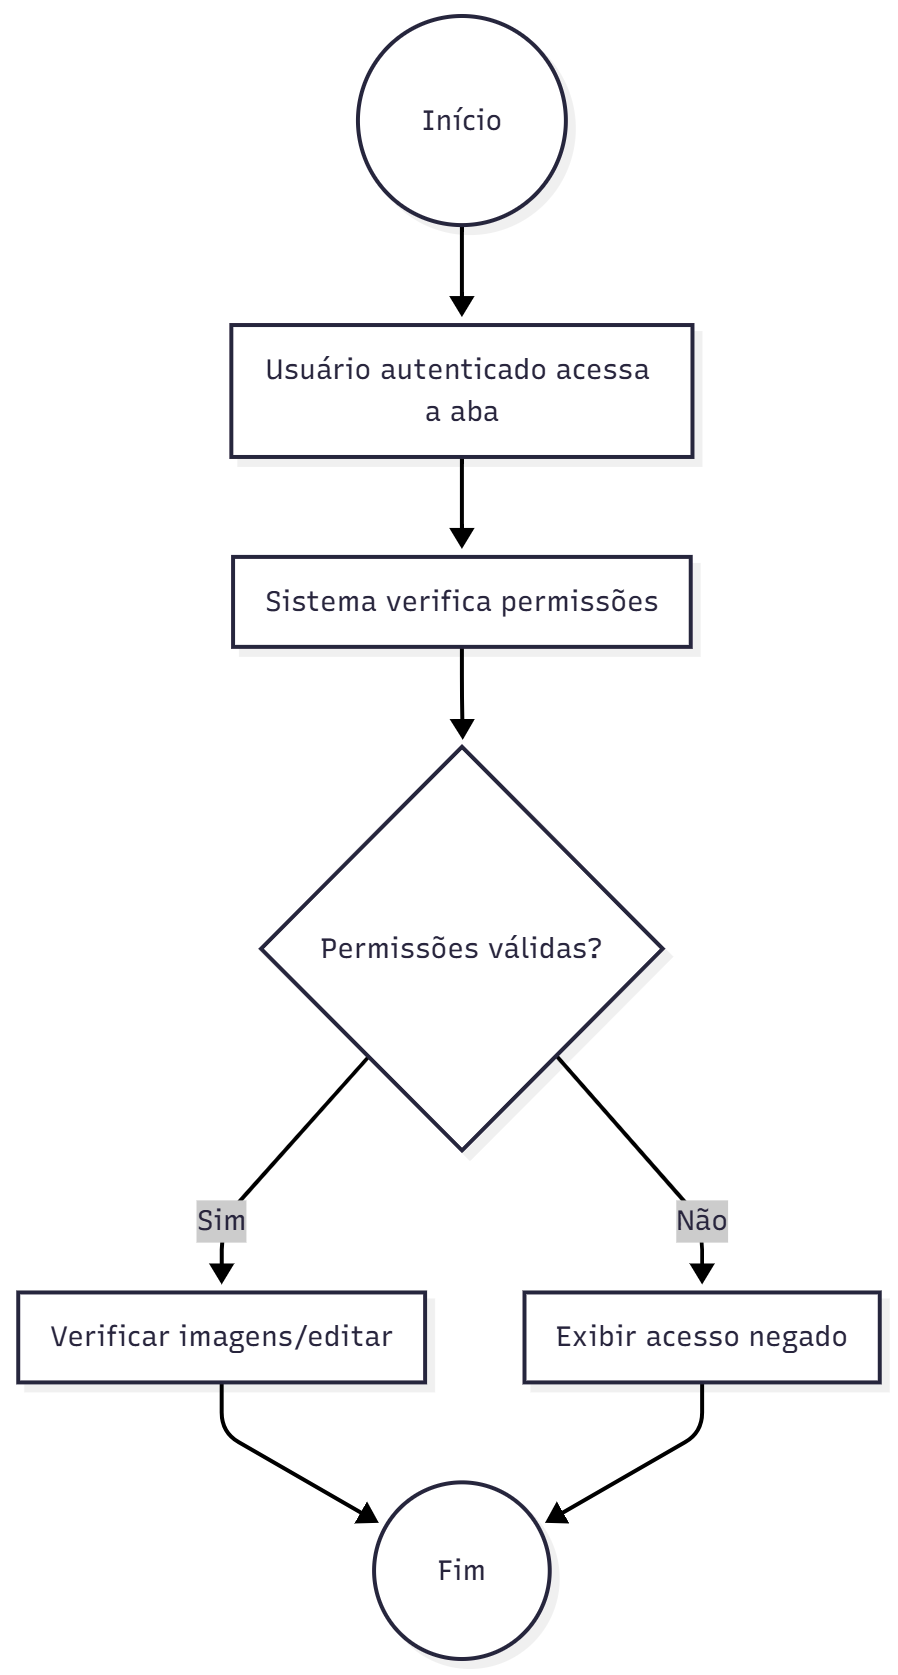 Início
Usuário autenticado acessa
a aba
Sistema verifica permissões
Permissões válidas?
Sim
Não
Verificar imagens/editar
Exibir acesso negado
Fim